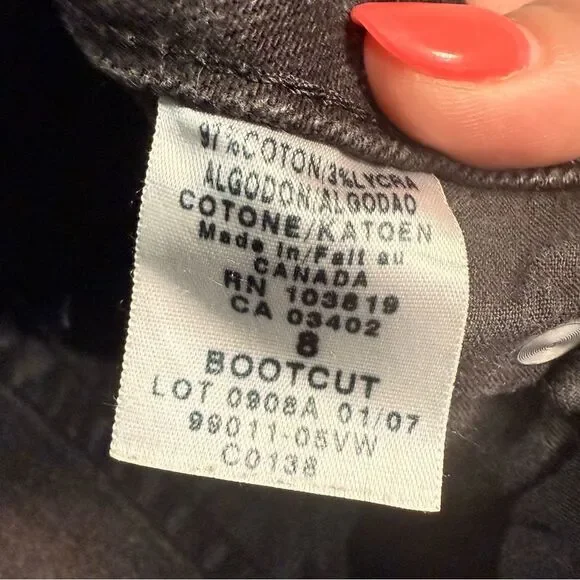 97%COTON/3%LYCRA
ALGODON/ALGODAO
COTONE/KATOEN
Made in/Fait au
CANADA
RN 103819
CA 03402
8
BOOTCUT
LOT 0908A 01/07
99011-05VW
C0138